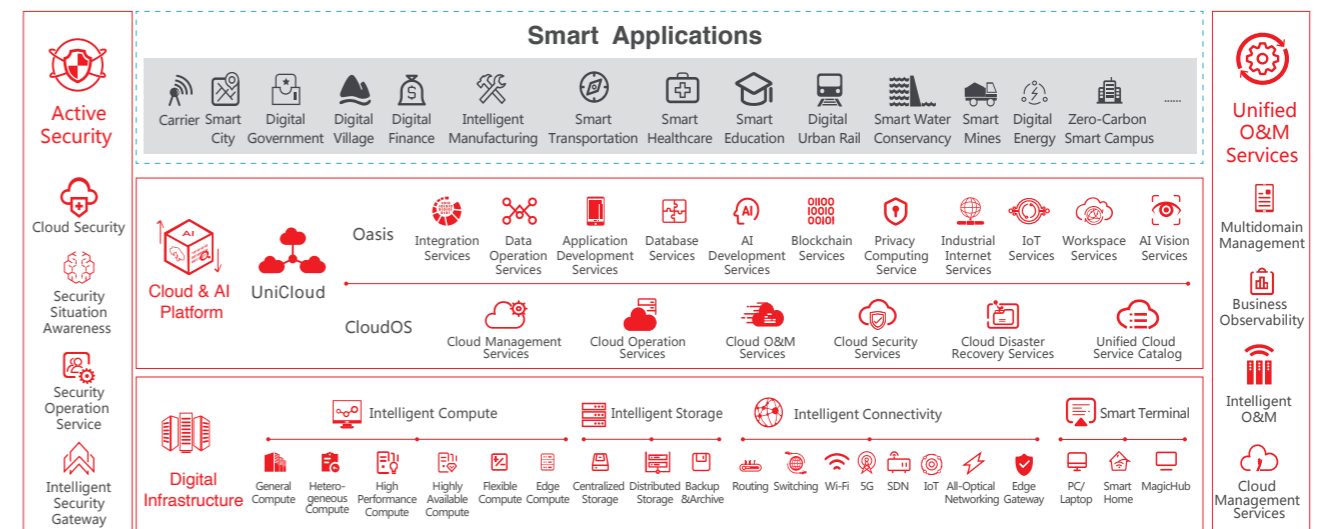 Active
Security
Cloud Security
Security
Situation
Awareness
Security
Operation
Service
Intelligent
Security
Gateway
Smart Applications
Carrier
Smart
City
Digital
Government
Digital
Village
Digital
Finance
Intelligent
Manufacturing
Smart
Transportation
Smart
Healthcare
Smart
Education
Digital
Urban Rail
Smart Water
Conservancy
Smart
Mines
Digital
Energy
Zero-Carbon
Smart Campus
......
AI
Cloud & AI
Platform
UniCloud
Oasis
Integration
Services
Data
Operation
Services
Application
Development
Services
Database
Services
AI
AI
Development
Services
01100
10010
00101
Blockchain
Services
Privacy
Computing
Service
Industrial
Internet
Services
IoT
Services
Workspace
Services
AI Vision
Services
CloudOS
Cloud Management
Services
Cloud Operation
Services
Cloud O&M
Services
Cloud Security
Services
Cloud Disaster
Recovery Services
Unified Cloud
Service Catalog
Digital
Infrastructure
Intelligent Compute
General
Compute
Hetero-
geneous
Compute
High
Performance
Compute
Highly
Available
Compute
Flexible
Compute
Edge
Compute
Intelligent Storage
Centralized
Storage
Distributed
Storage
Backup
&Archive
Intelligent Connectivity
Routing
Switching
Wi-Fi
5G
SDN
IoT
All-Optical
Networking
Edge
Gateway
Smart Terminal
PC/
Laptop
Smart
Home
MagicHub
Unified
O&M
Services
Multidomain
Management
Business
Observability
Intelligent
O&M
Cloud
Management
Services